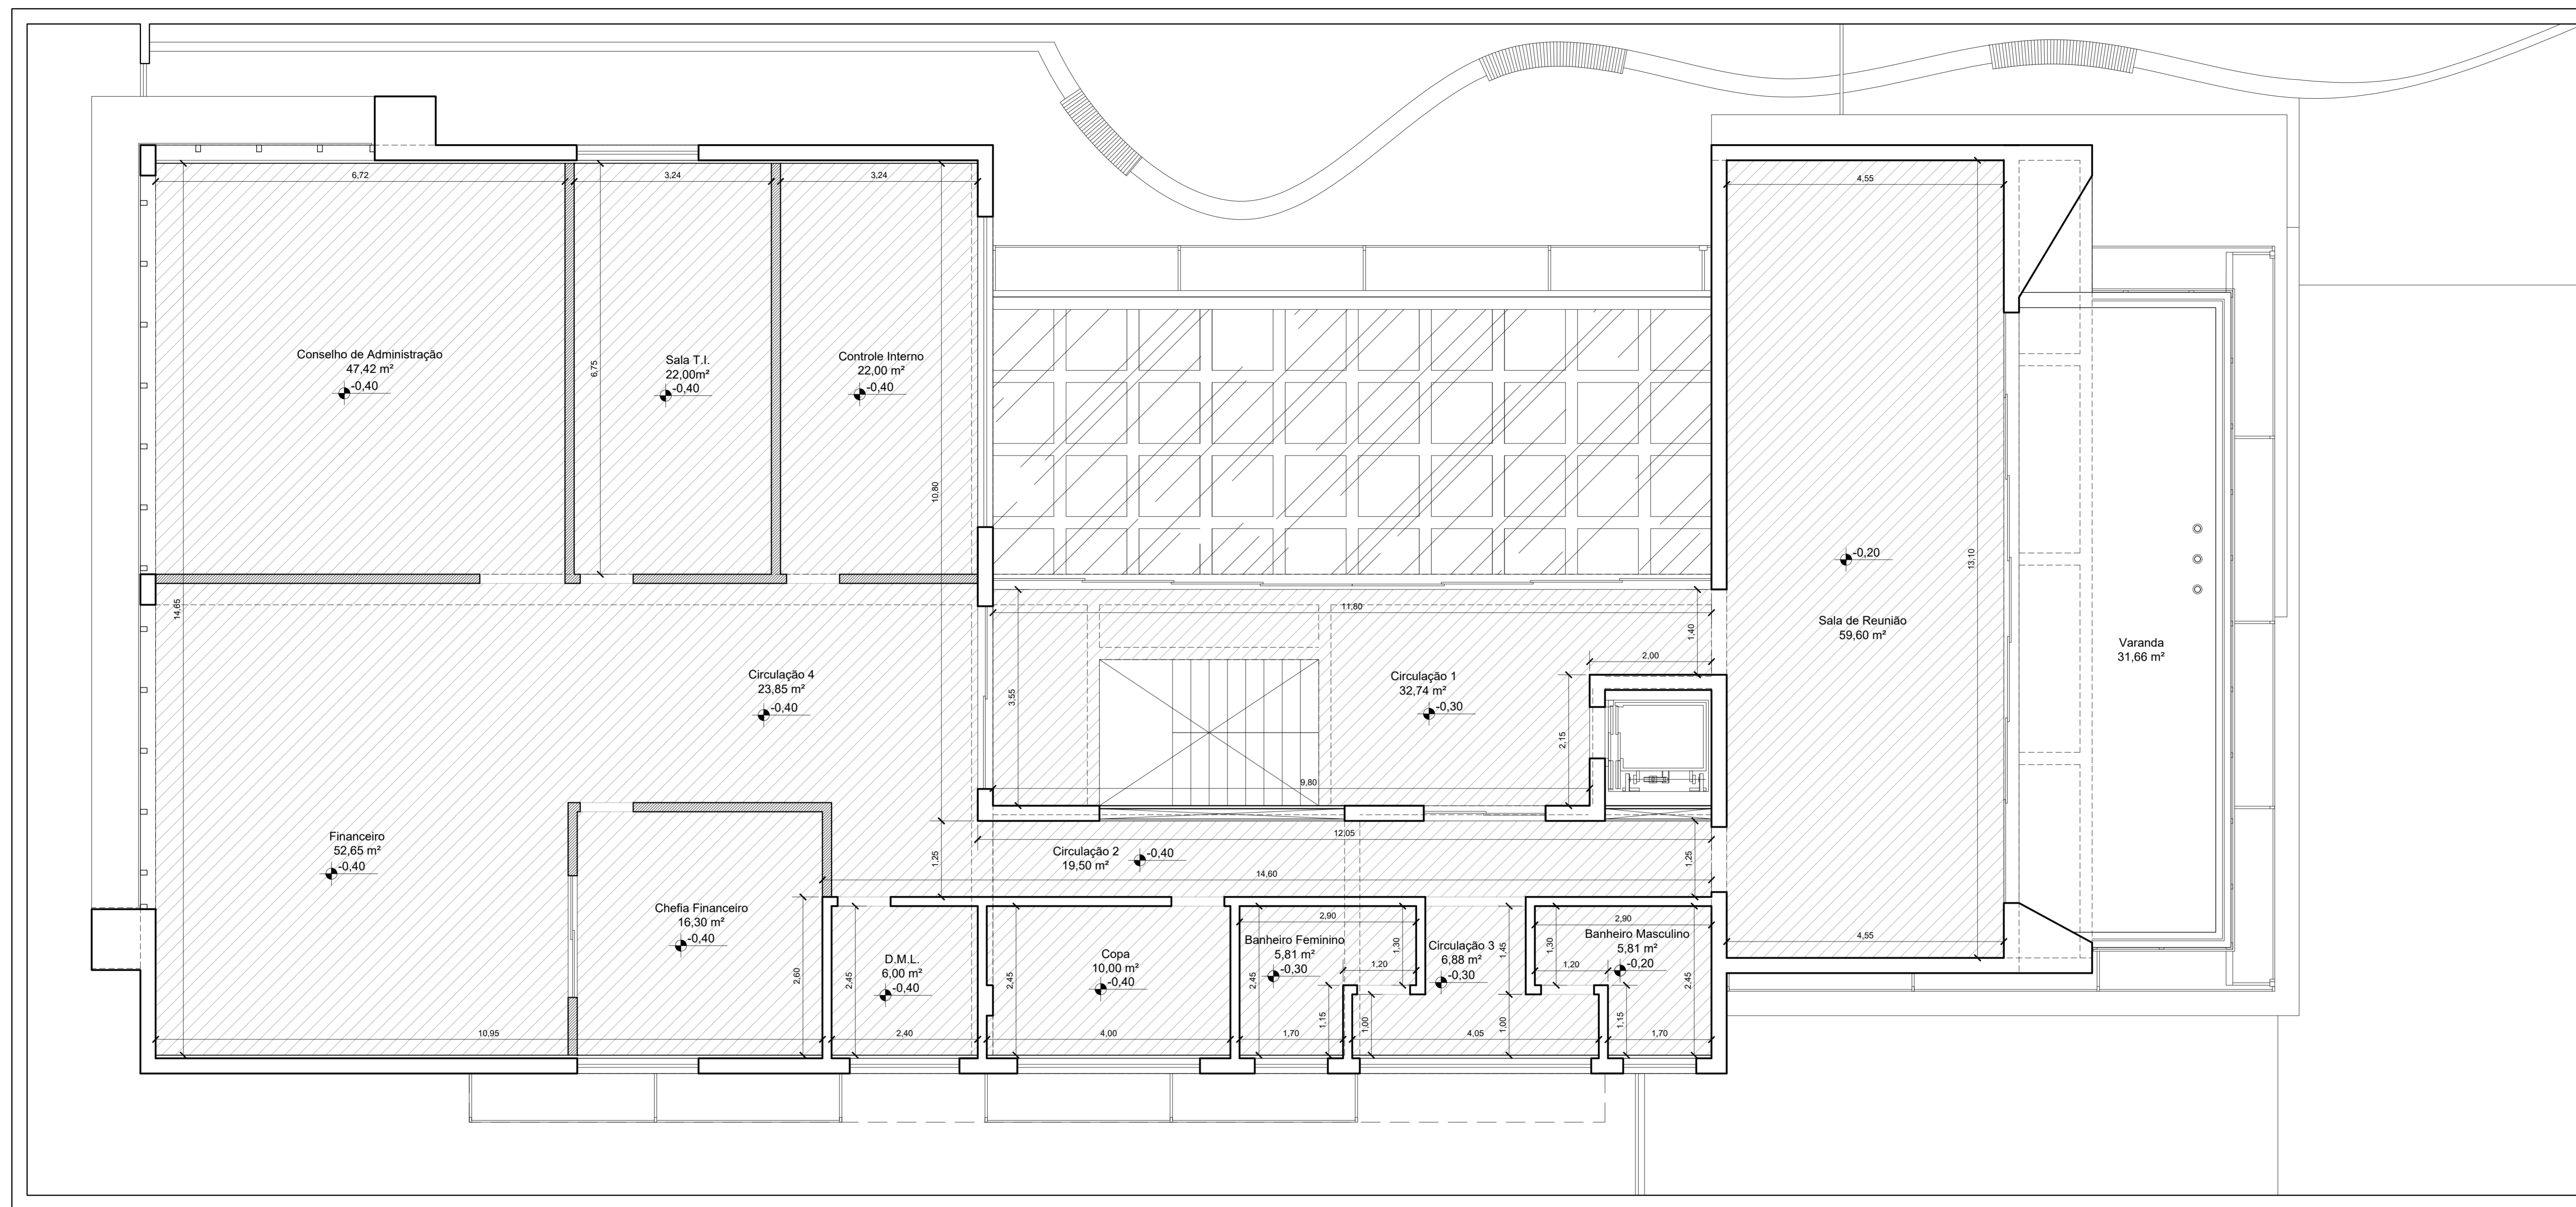 6,72
3,24
3,24
4,55
Conselho de Administração
47,42 m²
-0,40
6,75
Sala T.I.
22,00m²
-0,40
Controle Interno
22,00 m²
-0,40
10,80
-0,20
13,10
Sala de Reunião
59,60 m²
Varanda
31,66 m²
14,65
11,80
1,40
2,00
Circulação 4
23,85 m²
-0,40
3,55
Circulação 1
32,74 m²
-0,30
2,15
9,80
Financeiro
52,65 m²
-0,40
1,25
12,05
Circulação 2
19,50 m²
-0,40
1,25
14,60
Chefia Financeiro
16,30 m²
-0,40
2,60
D.M.L.
6,00 m²
-0,40
2,45
Copa
10,00 m²
-0,40
2,45
2,90
Banheiro Feminino
5,81 m²
-0,30
2,45
1,30
1,20
1,15
Circulação 3
6,88 m²
-0,30
1,45
1,00
1,00
2,90
Banheiro Masculino
5,81 m²
-0,20
1,30
1,20
1,15
2,45
4,55
10,95
2,40
4,00
1,70
4,05
1,70